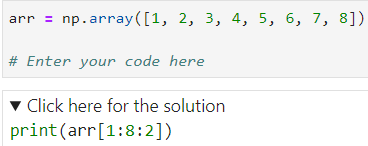 arr = np.array([1, 2, 3, 4, 5, 6, 7, 8])
# Enter your code here
▼ Click here for the solution
print(arr[1:8:2])